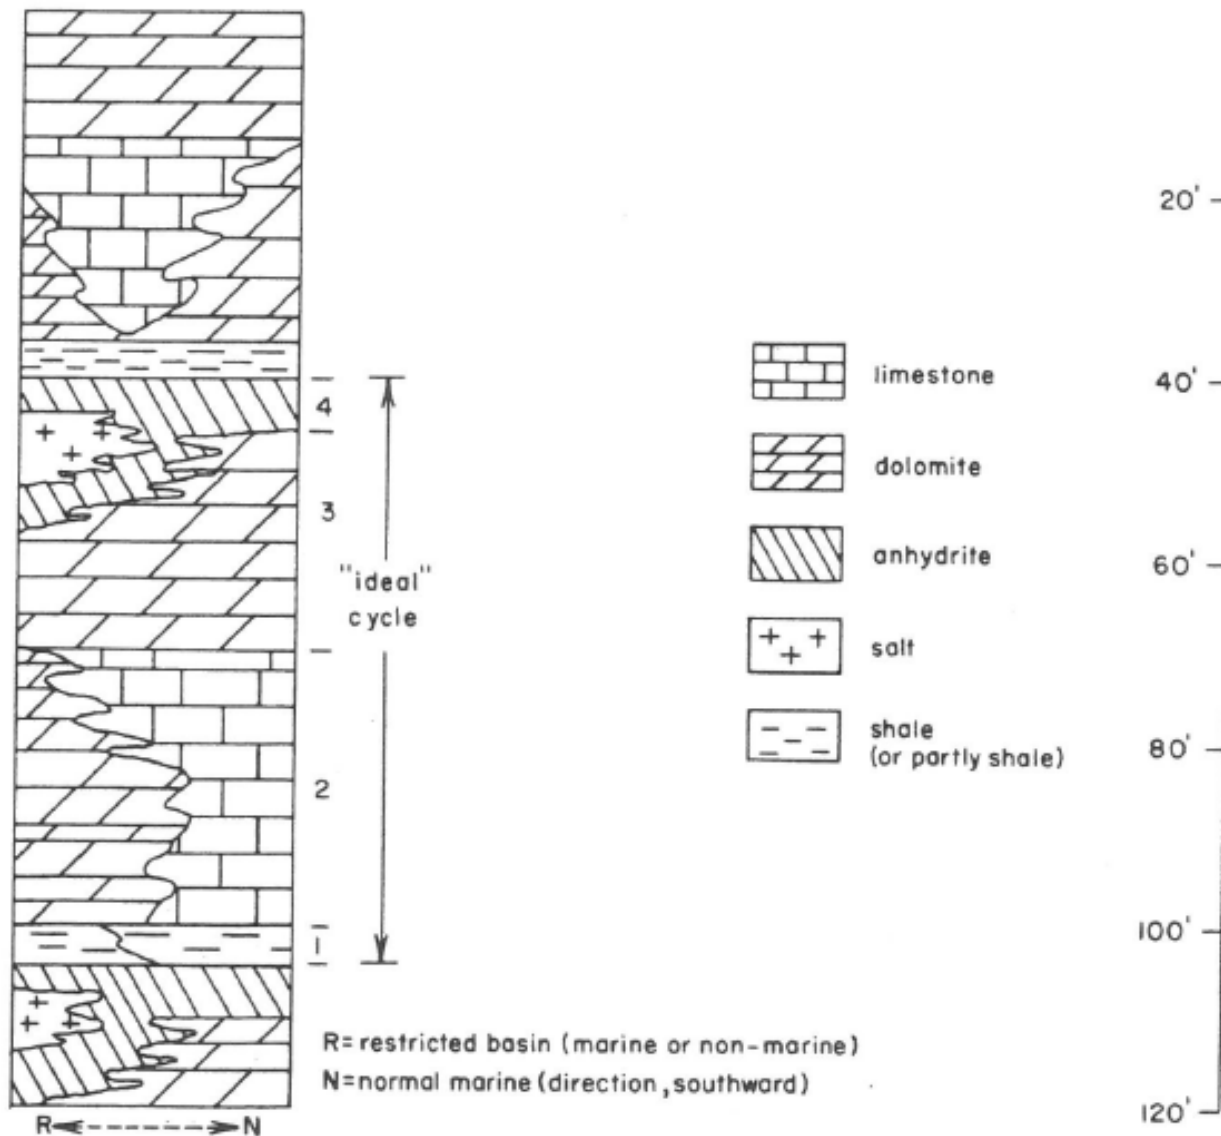 20'
limestone
40'
4
dolomite
3
anhydrite
60'
"ideal"
cycle
salt
shale
(or partly shale)
80'
2
100'
1
R= restricted basin (marine or non-marine)
N=normal marine (direction, southward)
120'
R N